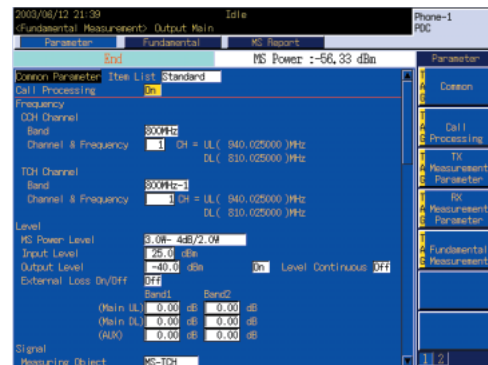 2003/06/12 21:39 Idle Phone-1
<Fundamental Measurement> Output Main PDC
Parameter Fundamental MS Report
End MS Power :-56.33 dBm Parameter
Common Parameter Item List Standard
Call Processing On
Frequency
CCH Channel
Band 800MHz
Channel & Frequency 1 CH = UL( 940.025000 )MHz
DL( 810.025000 )MHz
TCH Channel
Band 800MHz-1
Channel & Frequency 1 CH = UL( 940.025000 )MHz
DL( 810.025000 )MHz
Level
MS Power Level 3.0W- 4dB/2.0W
Input Level 25.0 dBm
Output Level -40.0 dBm On Level Continuous Off
External Loss On/Off Off
Band1 Band2
(Main UL) 0.00 dB 0.00 dB
(Main DL) 0.00 dB 0.00 dB
(AUX) 0.00 dB 0.00 dB
Signal
Measuring Object MS-TCH
TAG Common
TAG Call Processing
TAG TX Measurement Parameter
TAG RX Measurement Parameter
TAG Fundamental Measurement
1 2